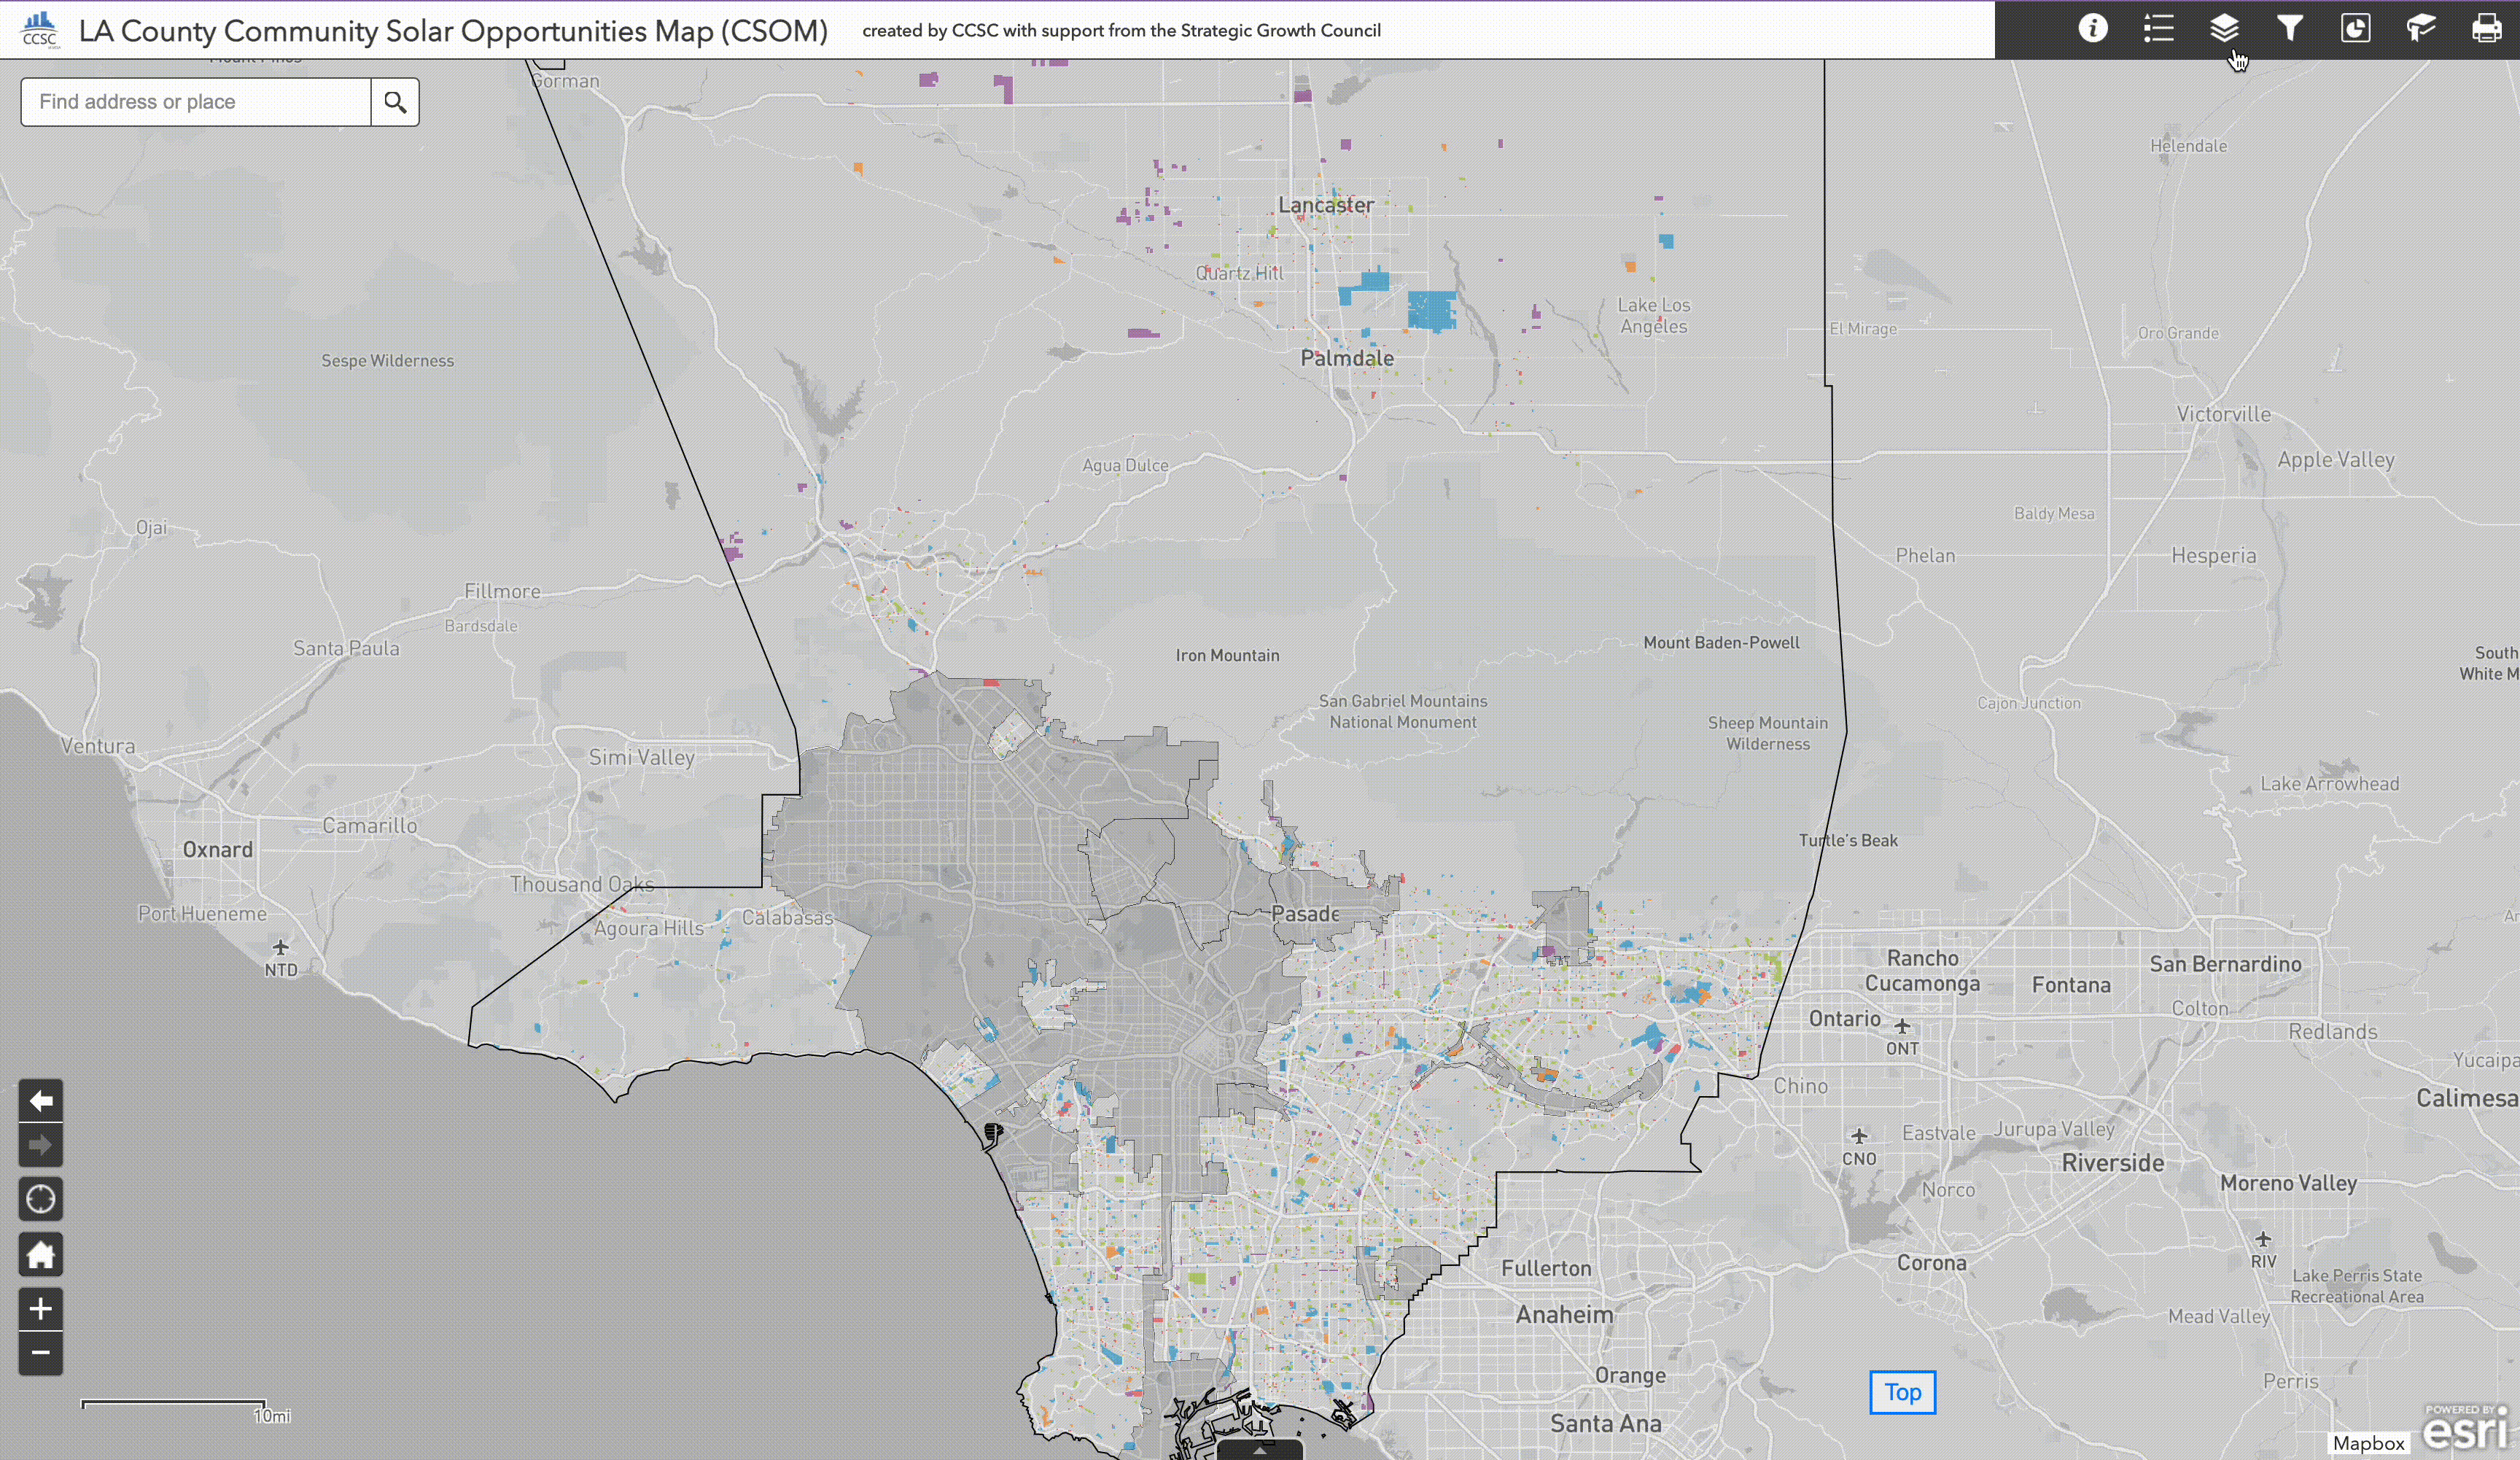 CCSC
LA County Community Solar Opportunities Map (CSOM)
created by CCSC with support from the Strategic Growth Council
Find address or place
Gorman
Helendale
Lancaster
Quartz Hill
Lake Los
Angeles
El Mirage
Oro Grande
Palmdale
Sespe Wilderness
Victorville
Apple Valley
Agua Dulce
Baldy Mesa
Ojai
Phelan
Hesperia
Fillmore
Bardsdale
Santa Paula
Iron Mountain
Mount Baden-Powell
South
White M
San Gabriel Mountains
National Monument
Sheep Mountain
Wilderness
Cajon Junction
Ventura
Simi Valley
Lake Arrowhead
Camarillo
Oxnard
Turtle's Beak
Thousand Oaks
Port Hueneme
Calabasas
Agoura Hills
Pasade
Ar
NTD
Rancho
Cucamonga
Fontana
San Bernardino
Colton
Ontario
ONT
Redlands
Yucaipa
Chino
Calimesa
CNO
Eastvale
Jurupa Valley
Riverside
Norco
Moreno Valley
RIV
Fullerton
Corona
Lake Perris State
Recreational Area
Anaheim
Mead Valley
Orange
Perris
Top
10mi
Santa Ana
Mapbox
POWERED BY
esri